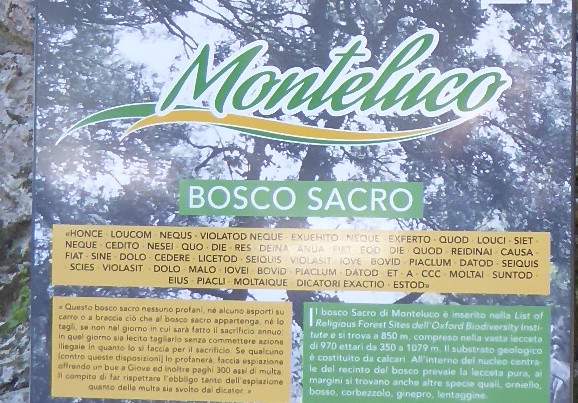 Monteluco
BOSCO SACRO
«HONCE · LOUCOM · NEQUS · VIOLATOD · NEQUE · EXUEHITO · NEQUE · EXFERTO · QUOD · LOUCI · SIET ·
NEQUE · CEDITO · NESEI · QUO · DIE · RES · DEINA · ANUA · FIET · EOD · DIE · QUOD · REIDINAI · CAUSA ·
FIAT · SINE · DOLO · CEDERE · LICETOD · SEIQUIS · VIOLASIT · IOVE · BOVID · PIACLUM · DATOD · SEIQUIS
· SCIES · VIOLASIT · DOLO · MALO · IOVEI · BOVID · PIACLUM · DATOD · ET · A · CCC · MOLTAI · SUNTOD ·
EIUS · PIACLI · MOLTAIQUE · DICATORI · EXACTIO · ESTOD»
« Questo bosco sacro nessuno profani, né alcuno asporti su
carro o a braccia ciò che al bosco sacro appartenga, né lo
tagli, se non nel giorno in cui sarà fatto il sacrificio annuo;
in quel giorno sia lecito tagliarlo senza commettere azione
illegale in quanto lo si faccia per il sacrificio. Se qualcuno
(contro queste disposizioni) lo profanerà, faccia espiazione
offrendo un bue a Giove ed inoltre paghi 300 assi di multa.
Il compito di far rispettare l'obbligo tanto dell'espiazione
quanto della multa sia svolto dal dicator. »
Il bosco Sacro di Monteluco è inserito nella List of
Religious Forest Sites dell'Oxford Biodiversity Insti-
tute e si trova a 850 m, compreso nella vasta lecceta
di 970 ettari da 350 a 1079 m. Il substrato geologico
è costituito da calcari. All'interno del nucleo centra-
le del recinto del bosco prevale la lecceta pura, ai
margini si trovano anche altre specie quali, orniello,
bosso, corbezzolo, ginepro, lentaggine.